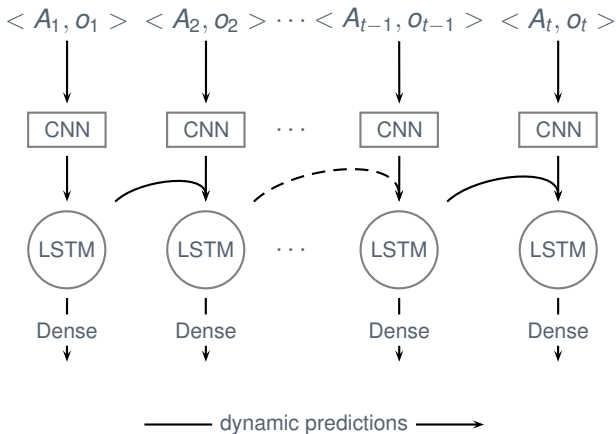 < A₁, o₁ > < A₂, o₂ > ··· < Aₜ₋₁, oₜ₋₁ > < Aₜ, oₜ >
CNN CNN ··· CNN CNN
LSTM LSTM ··· LSTM LSTM
Dense Dense Dense Dense
dynamic predictions